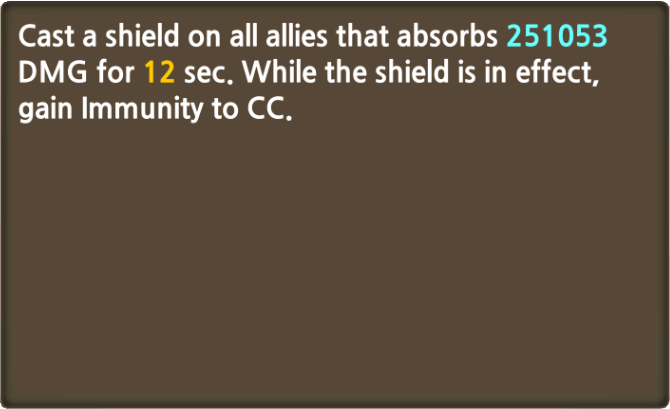 Cast a shield on all allies that absorbs 251053
DMG for 12 sec. While the shield is in effect,
gain Immunity to CC.